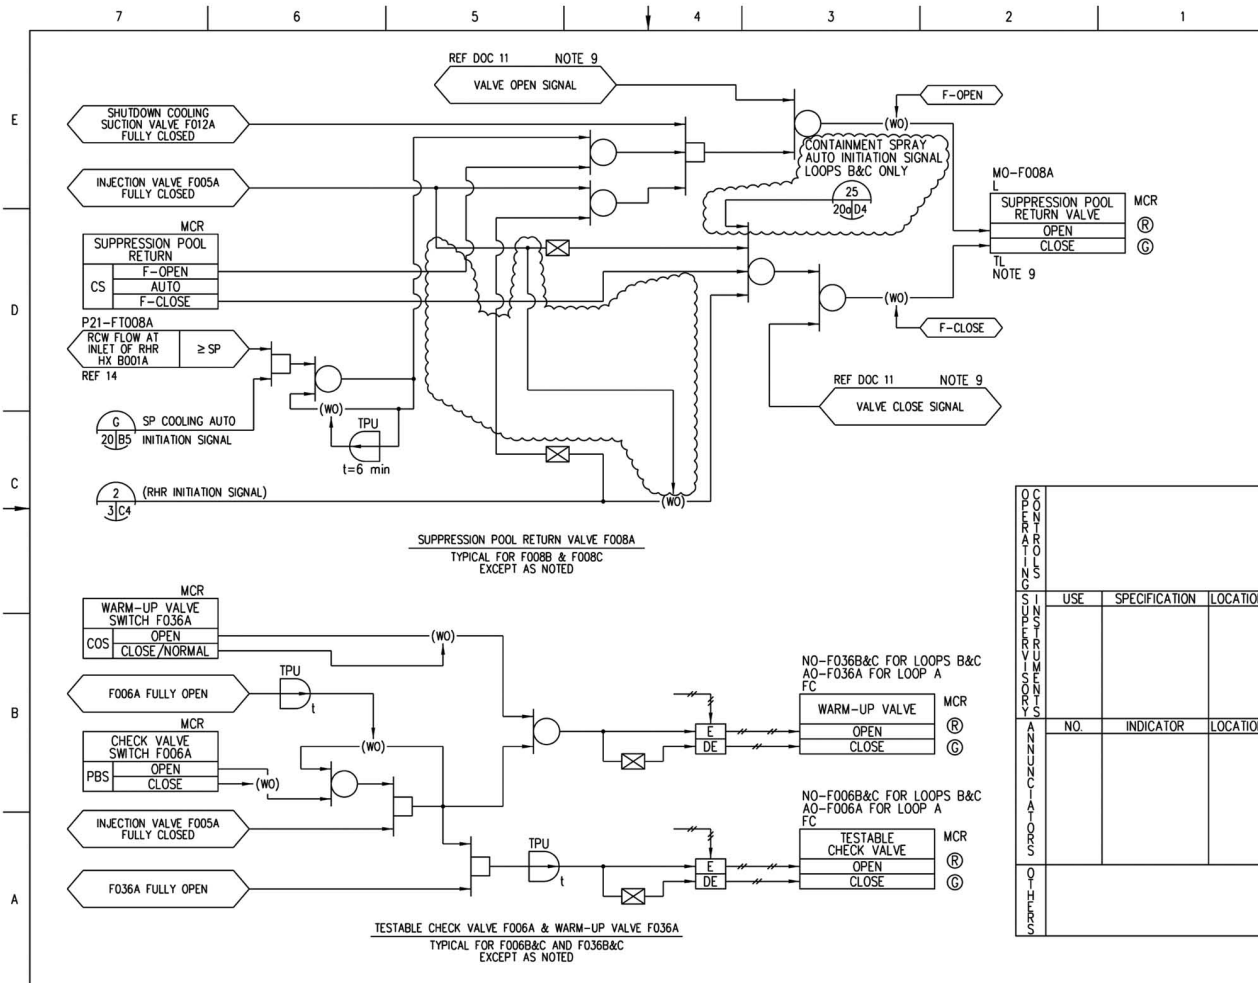 7 6 5 4 3 2 1
E
D
C
B
A
REF DOC 11 NOTE 9
VALVE OPEN SIGNAL
F-OPEN
(WO)
SHUTDOWN COOLING
SUCTION VALVE F012A
FULLY CLOSED
INJECTION VALVE F005A
FULLY CLOSED
CONTAINMENT SPRAY
AUTO INITIATION SIGNAL
LOOPS B&C ONLY
25
20a D4
MO-F008A
L
SUPPRESSION POOL
RETURN VALVE
OPEN
CLOSE
MCR
R
G
TL
NOTE 9
MCR
SUPPRESSION POOL
RETURN
CS
F-OPEN
AUTO
F-CLOSE
(WO)
F-CLOSE
P21-FT008A
RCW FLOW AT
INLET OF RHR
HX B001A
≥ SP
REF 14
(WO)
TPU
t=6 min
G
20 B5
SP COOLING AUTO
INITIATION SIGNAL
REF DOC 11 NOTE 9
VALVE CLOSE SIGNAL
2
3 C4
(RHR INITIATION SIGNAL)
(WO)
SUPPRESSION POOL RETURN VALVE F008A
TYPICAL FOR F008B & F008C
EXCEPT AS NOTED
MCR
WARM-UP VALVE
SWITCH F036A
COS
OPEN
CLOSE/NORMAL
(WO)
F006A FULLY OPEN
TPU
t
MCR
CHECK VALVE
SWITCH F006A
PBS
OPEN
CLOSE
(WO)
(WO)
INJECTION VALVE F005A
FULLY CLOSED
F036A FULLY OPEN
TPU
t
E
DE
NO-F036B&C FOR LOOPS B&C
AO-F036A FOR LOOP A
FC
WARM-UP VALVE
OPEN
CLOSE
MCR
R
G
E
DE
NO-F006B&C FOR LOOPS B&C
AO-F006A FOR LOOP A
FC
TESTABLE
CHECK VALVE
OPEN
CLOSE
MCR
R
G
TESTABLE CHECK VALVE F006A & WARM-UP VALVE F036A
TYPICAL FOR F006B&C AND F036B&C
EXCEPT AS NOTED
OPERATING
CONTROLS
SUPERVISORY
INSTRUMENTS
USE SPECIFICATION LOCATION
ANNUNCIATORS
NO. INDICATOR LOCATION
OTHERS